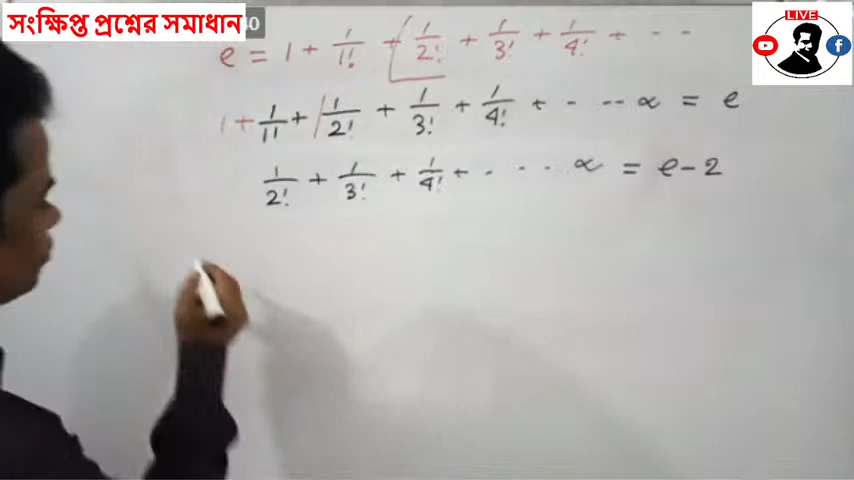 সংক্ষিপ্ত প্রশ্নের সমাধান
LIVE
e = 1 + 1/1! + 1/2! + 1/3! + 1/4! + - -
1 + 1/1! + 1/2! + 1/3! + 1/4! + - - - ∝ = e
1/2! + 1/3! + 1/4! + - - - ∝ = e - 2